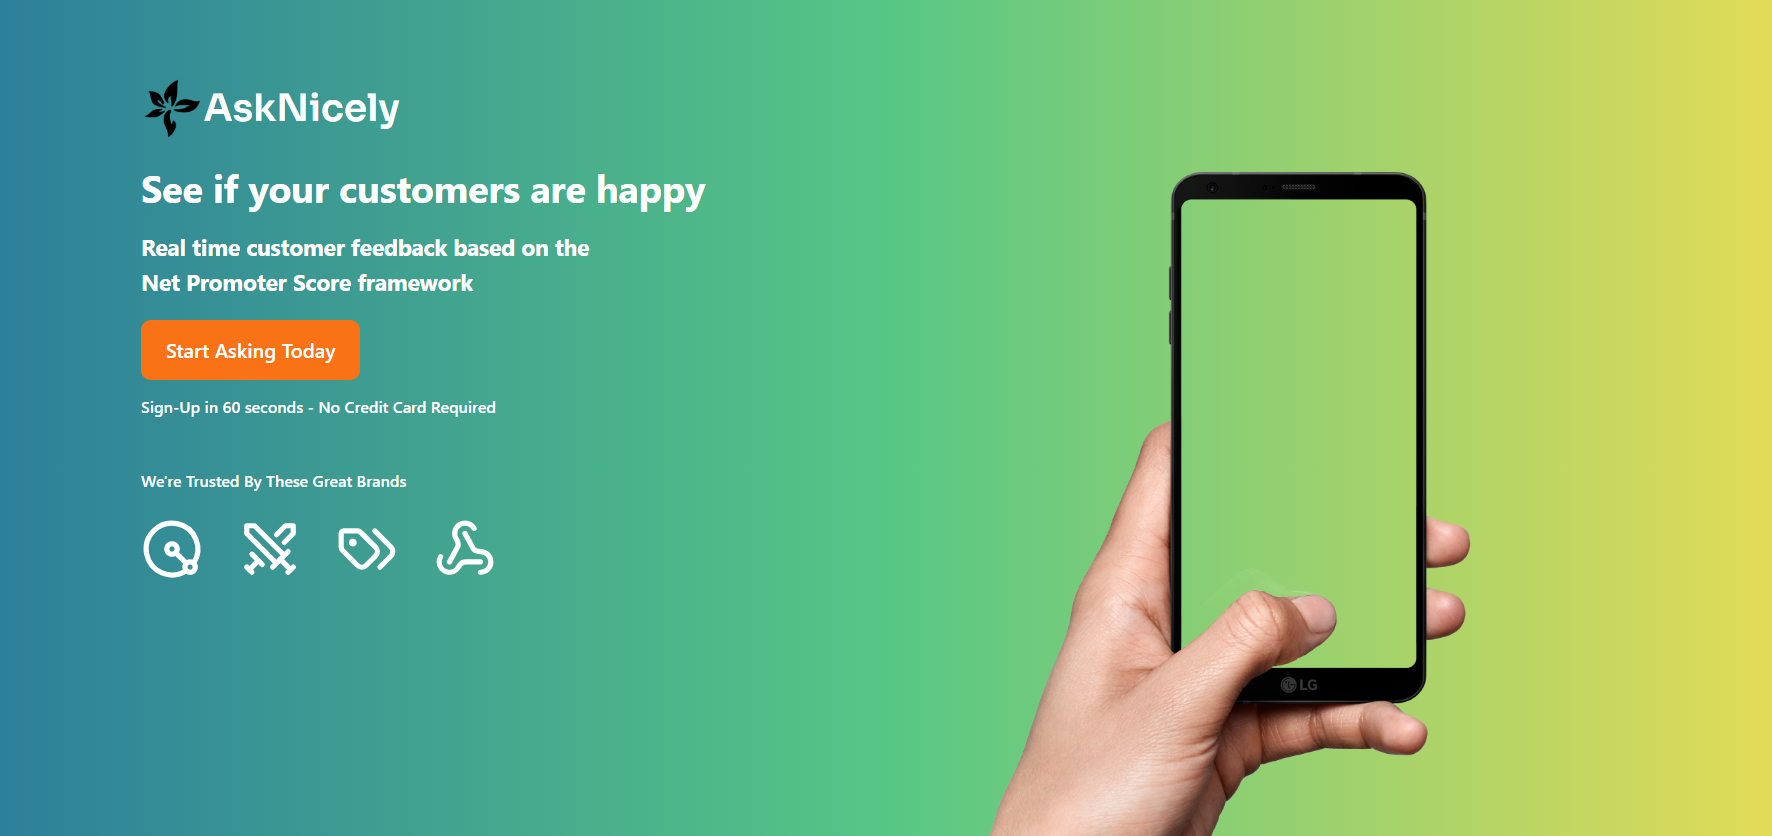 AskNicely
See if your customers are happy
Real time customer feedback based on the
Net Promoter Score framework
Start Asking Today
Sign-Up in 60 seconds - No Credit Card Required
We're Trusted By These Great Brands
LG